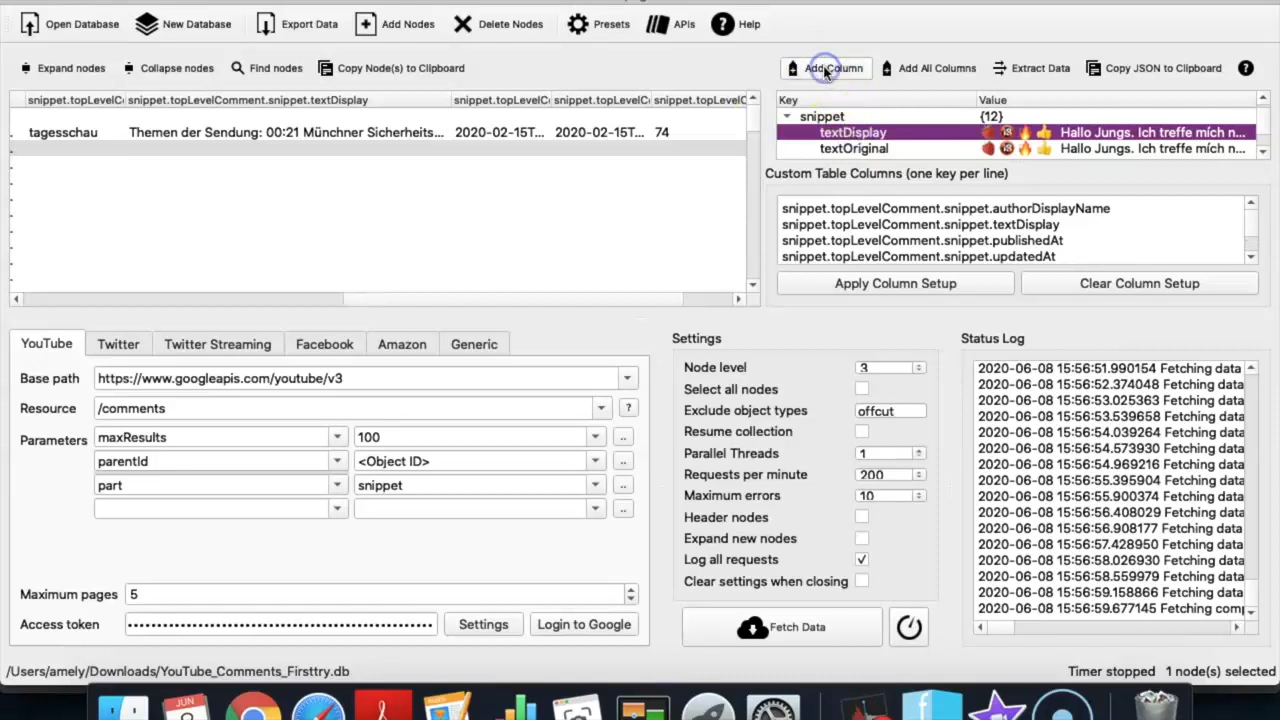 Open Database New Database Export Data Add Nodes Delete Nodes Presets APIs Help
Expand nodes Collapse nodes Find nodes Copy Node(s) to Clipboard
Add Column Add All Columns Extract Data Copy JSON to Clipboard
snippet.topLevelC snippet.topLevelComment.snippet.textDisplay snippet.topLevelC snippet.topLevelC snippet.topLevelC
tagesschau Themen der Sendung: 00:21 Münchner Sicherheits... 2020-02-15T... 2020-02-15T... 74
Key Value
snippet {12}
textDisplay 🍓🔞🔥👍 Hallo Jungs. Ich treffe mích n...
textOriginal 🍓🔞🔥👍 Hallo Jungs. Ich treffe mích n...
Custom Table Columns (one key per line)
snippet.topLevelComment.snippet.authorDisplayName
snippet.topLevelComment.snippet.textDisplay
snippet.topLevelComment.snippet.publishedAt
snippet.topLevelComment.snippet.updatedAt
Apply Column Setup Clear Column Setup
YouTube Twitter Twitter Streaming Facebook Amazon Generic
Base path https://www.googleapis.com/youtube/v3
Resource /comments ?
Parameters maxResults 100 ..
parentId <Object ID> ..
part snippet ..
..
Maximum pages 5
Access token •••••••••••••••••••••••••••••••••••••••••••••••••• Settings Login to Google
Settings
Node level 3
Select all nodes
Exclude object types offcut
Resume collection
Parallel Threads 1
Requests per minute 200
Maximum errors 10
Header nodes
Expand new nodes
Log all requests ✓
Clear settings when closing
Fetch Data
Status Log
2020-06-08 15:56:51.990154 Fetching data
2020-06-08 15:56:52.374048 Fetching data
2020-06-08 15:56:53.025363 Fetching data
2020-06-08 15:56:53.539658 Fetching data
2020-06-08 15:56:54.039264 Fetching data
2020-06-08 15:56:54.573930 Fetching data
2020-06-08 15:56:54.969216 Fetching data
2020-06-08 15:56:55.395904 Fetching data
2020-06-08 15:56:55.900374 Fetching data
2020-06-08 15:56:56.408029 Fetching data
2020-06-08 15:56:56.908177 Fetching data
2020-06-08 15:56:57.428950 Fetching data
2020-06-08 15:56:58.026930 Fetching data
2020-06-08 15:56:58.559979 Fetching data
2020-06-08 15:56:59.158866 Fetching data
2020-06-08 15:56:59.677145 Fetching comp
/Users/amely/Downloads/YouTube_Comments_Firsttry.db Timer stopped 1 node(s) selected